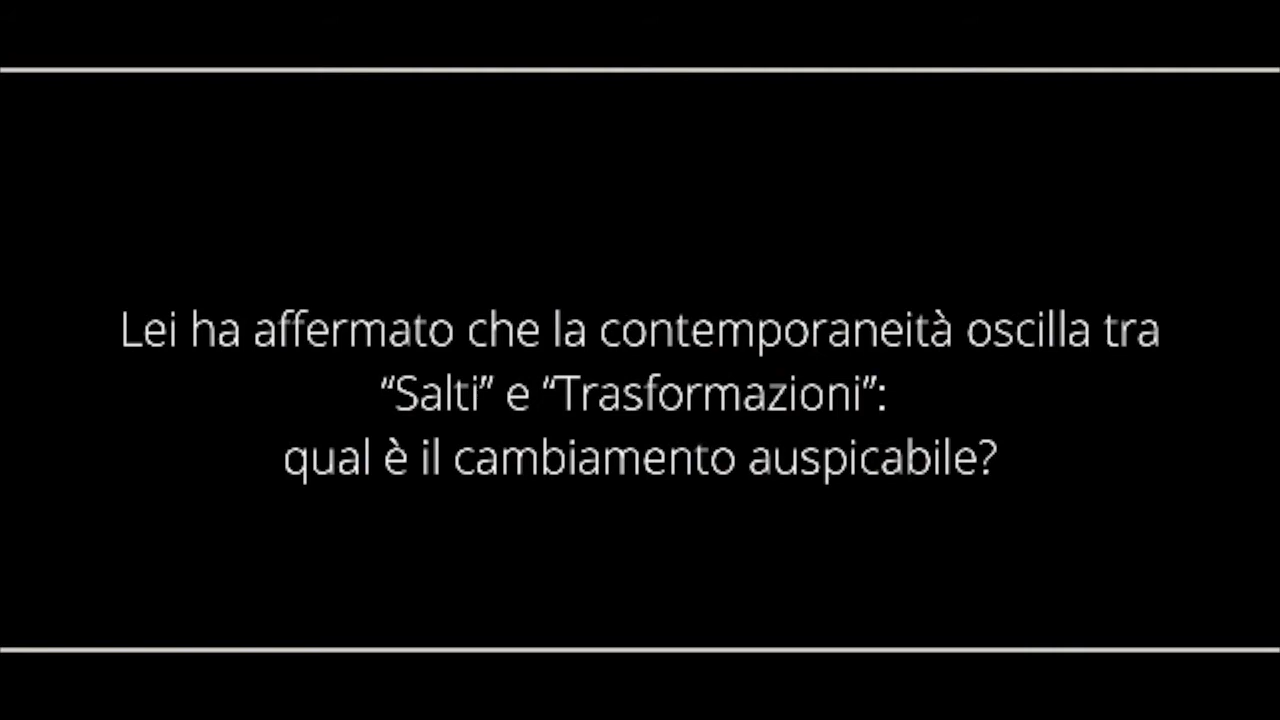 Lei ha affermato che la contemporaneità oscilla tra
“Salti” e “Trasformazioni”:
qual è il cambiamento auspicabile?